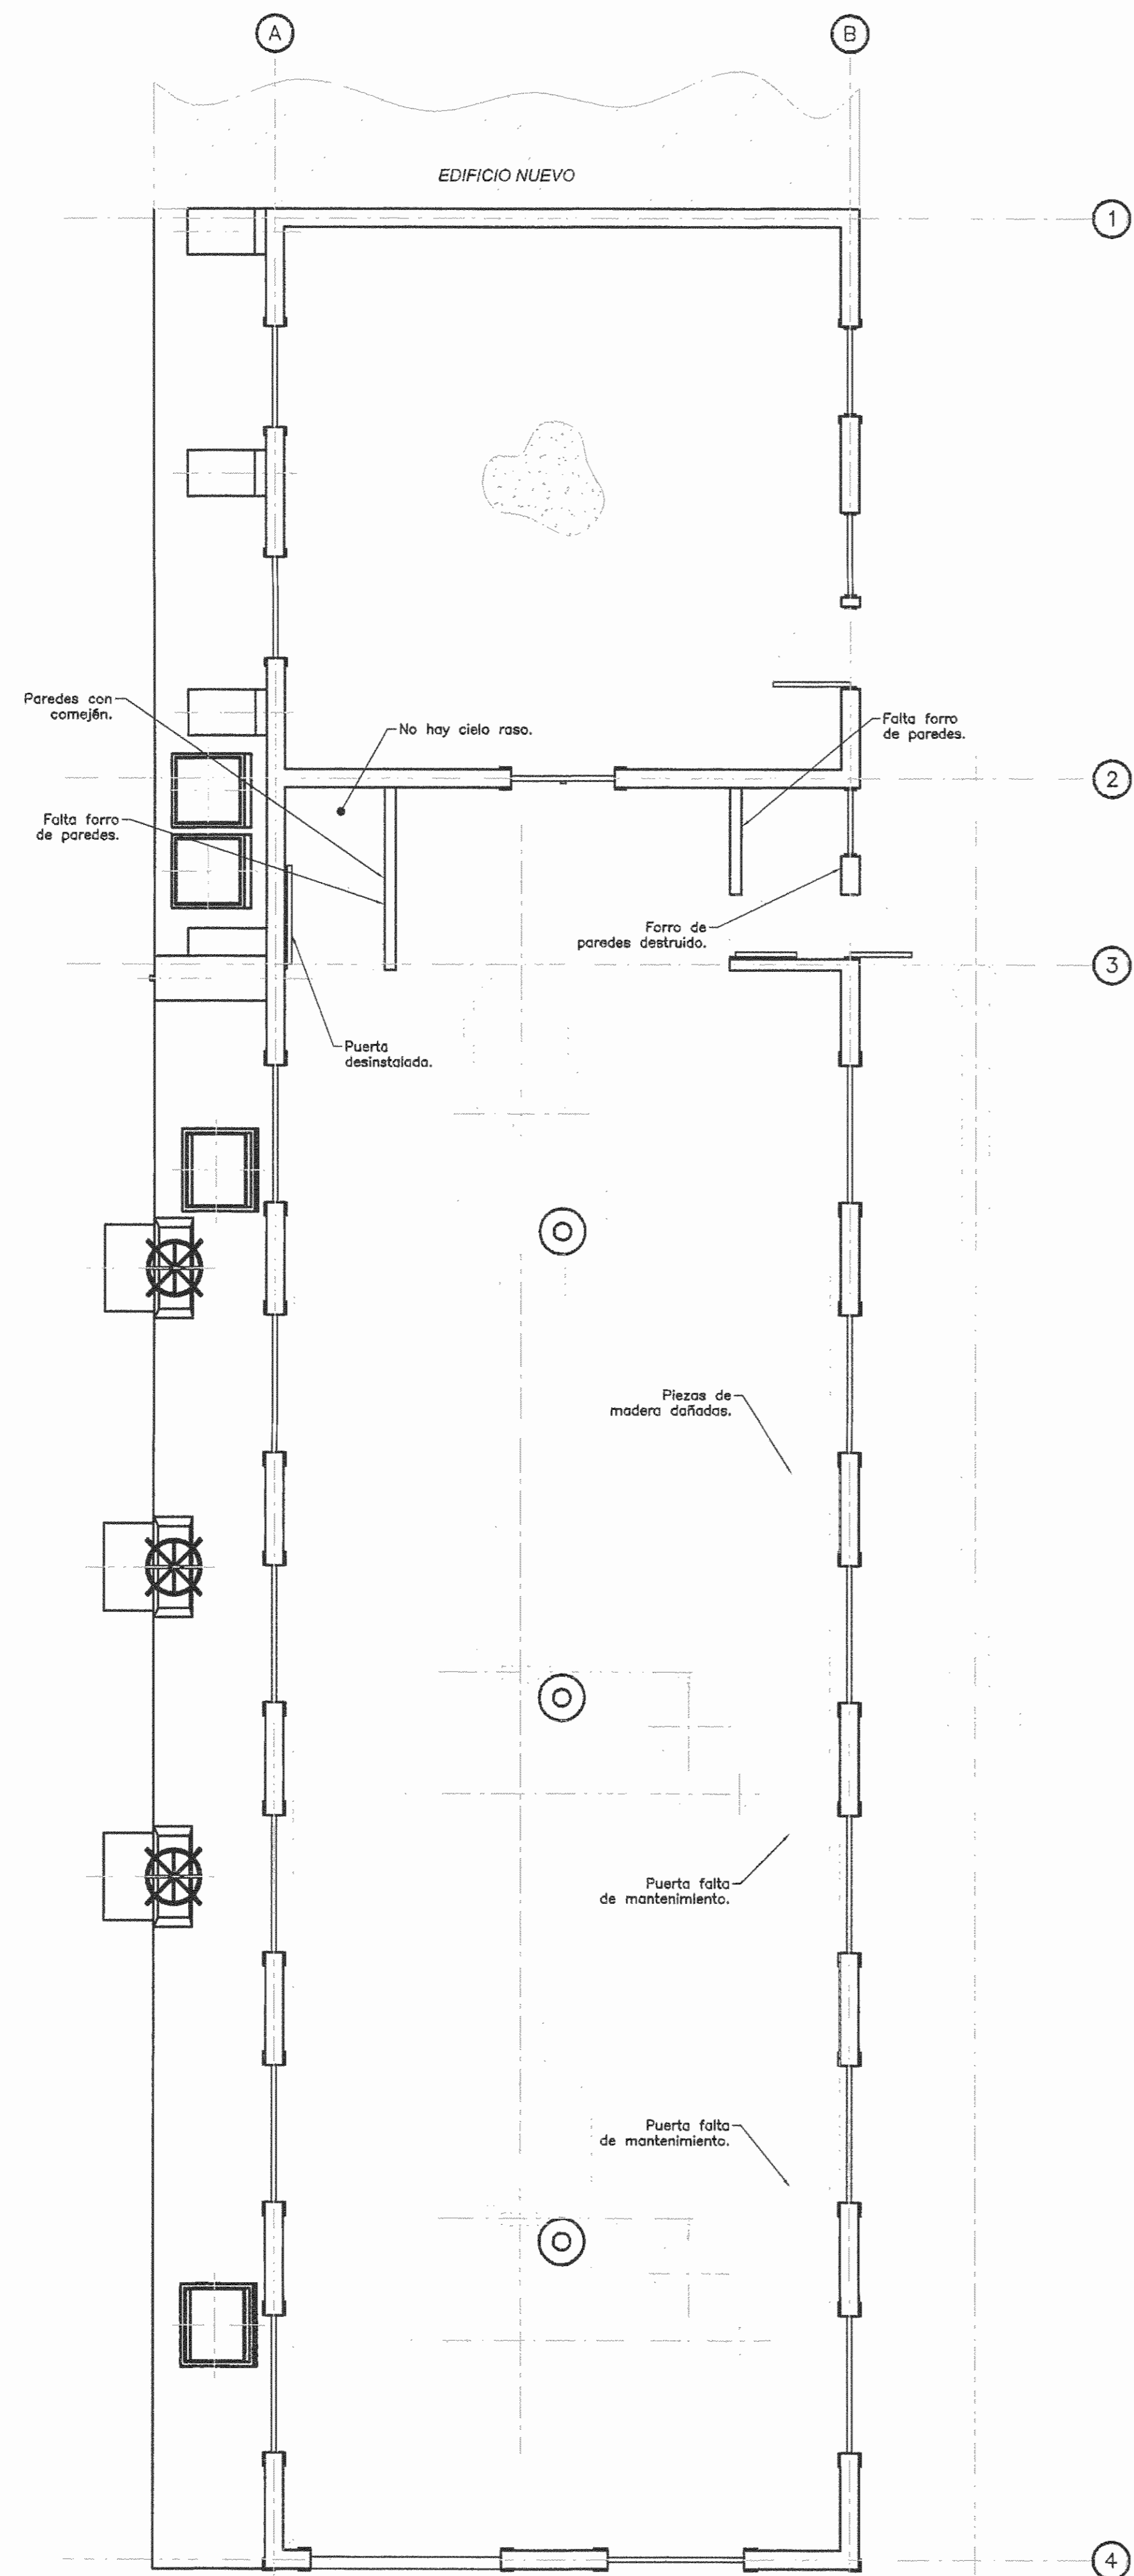 A
B
EDIFICIO NUEVO
1
Paredes con
comején.
No hay cielo raso.
Falta forro
de paredes.
2
Falta forro
de paredes.
Forro de
paredes destruido.
3
Puerta
desinstalada.
Piezas de
madera dañadas.
Puerta falta
de mantenimiento.
Puerta falta
de mantenimiento.
4